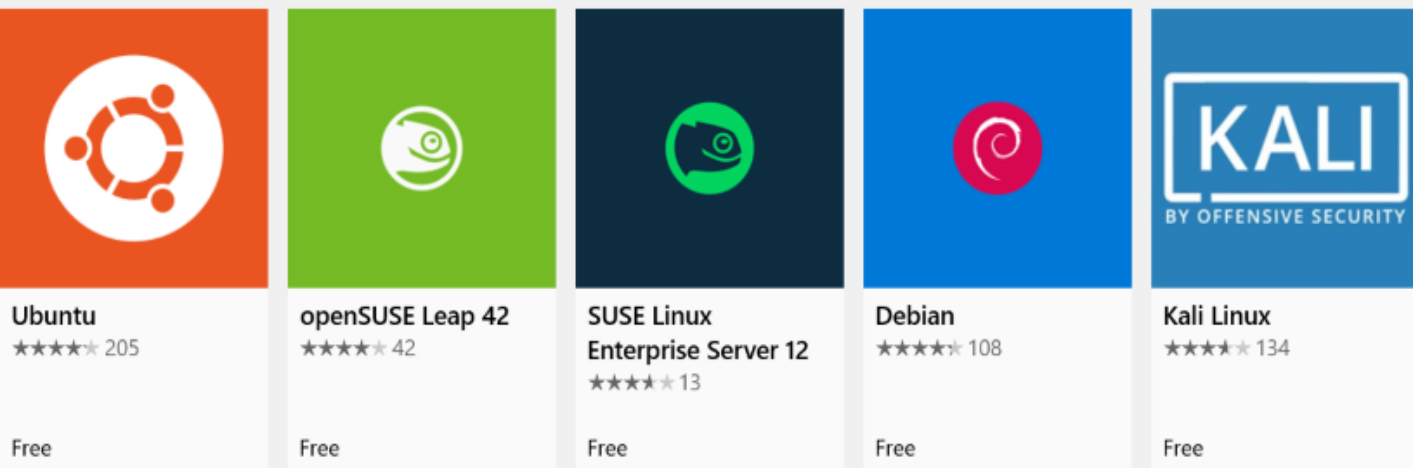 KALI
BY OFFENSIVE SECURITY
Ubuntu
205
Free
openSUSE Leap 42
42
Free
SUSE Linux
Enterprise Server 12
13
Free
Debian
108
Free
Kali Linux
134
Free